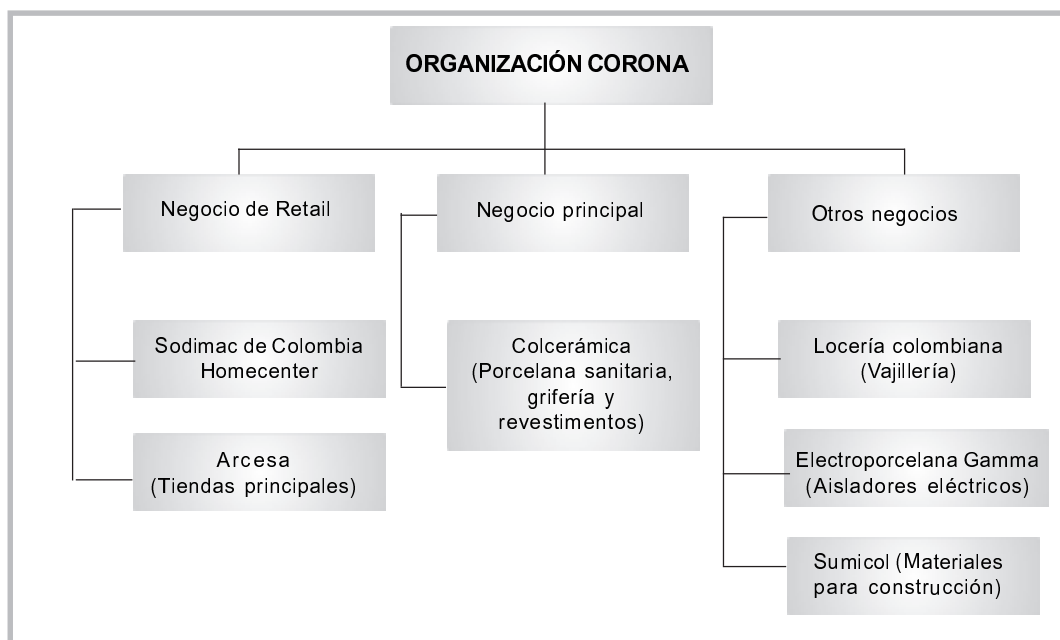 ORGANIZACIÓN CORONA
Negocio de Retail
Sodimac de Colombia
Homecenter
Arcesa
(Tiendas principales)
Negocio principal
Colcerámica
(Porcelana sanitaria,
grifería y
revestimentos)
Otros negocios
Locería colombiana
(Vajillería)
Electroporcelana Gamma
(Aisladores eléctricos)
Sumicol (Materiales
para construcción)